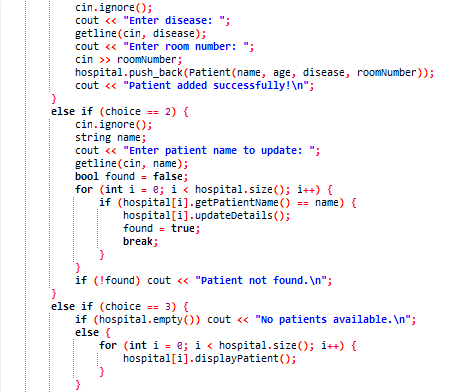 cin.ignore();
cout << "Enter disease: ";
getline(cin, disease);
cout << "Enter room number: ";
cin >> roomNumber;
hospital.push_back(Patient(name, age, disease, roomNumber));
cout << "Patient added successfully!\n";
}
else if (choice == 2) {
cin.ignore();
string name;
cout << "Enter patient name to update: ";
getline(cin, name);
bool found = false;
for (int i = 0; i < hospital.size(); i++) {
if (hospital[i].getPatientName() == name) {
hospital[i].updateDetails();
found = true;
break;
}
}
if (!found) cout << "Patient not found.\n";
}
else if (choice == 3) {
if (hospital.empty()) cout << "No patients available.\n";
else {
for (int i = 0; i < hospital.size(); i++) {
hospital[i].displayPatient();
}
}